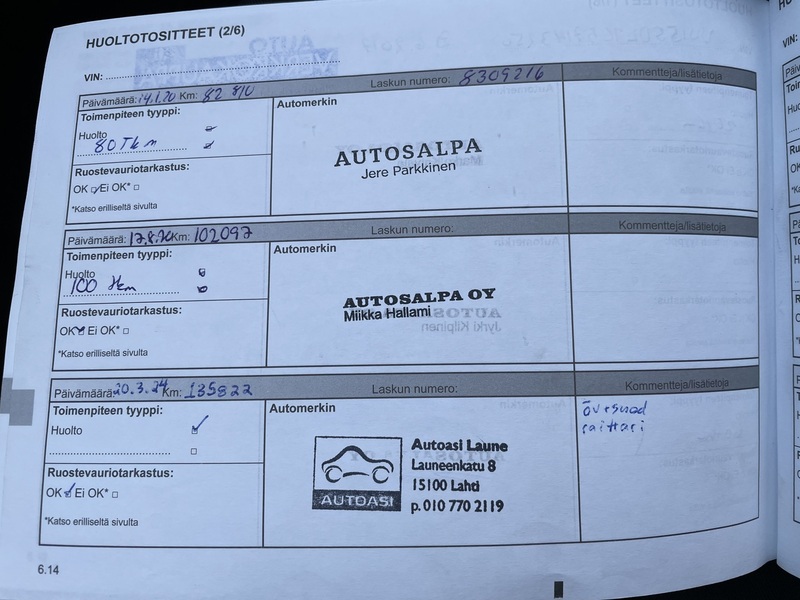 HUOLTOTOSITTEET (2/6)
VIN:
Päivämäärä: 14.1.20 Km: 82 810 Laskun numero: 8309216 Kommentteja/lisätietoja
Toimenpiteen tyyppi:
Huolto
80 Tkm
Ruostevauriotarkastus:
OK Ei OK*
*Katso erilliseltä sivulta
Automerkin
AUTOSALPA
Jere Parkkinen
Päivämäärä: 17.8.20 Km: 102097 Laskun numero: Kommentteja/lisätietoja
Toimenpiteen tyyppi:
Huolto
100 Tkm
Ruostevauriotarkastus:
OK Ei OK*
*Katso erilliseltä sivulta
Automerkin
AUTOSALPA OY
Miikka Hallami
Päivämäärä: 20.3.24 Km: 135822 Laskun numero: Kommentteja/lisätietoja
Toimenpiteen tyyppi:
Huolto
Ruostevauriotarkastus:
OK Ei OK*
*Katso erilliseltä sivulta
Automerkin
AUTOASI
Autoasi Laune
Launeenkatu 8
15100 Lahti
p. 010 770 2119
6.14